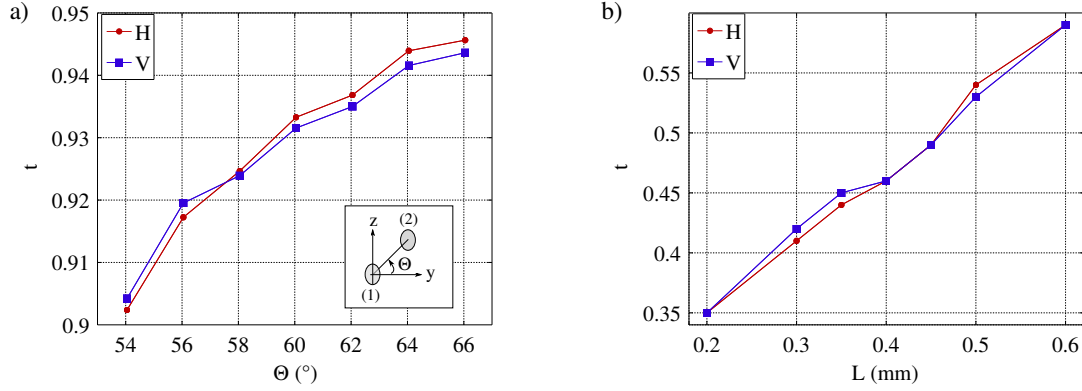 a)
0.95
0.94
0.93
0.92
0.91
0.9
t
H
V
z
(2)
Θ
y
(1)
54 56 58 60 62 64 66
Θ (°)
b)
0.55
0.5
0.45
0.4
0.35
t
H
V
0.2 0.3 0.4 0.5 0.6
L (mm)